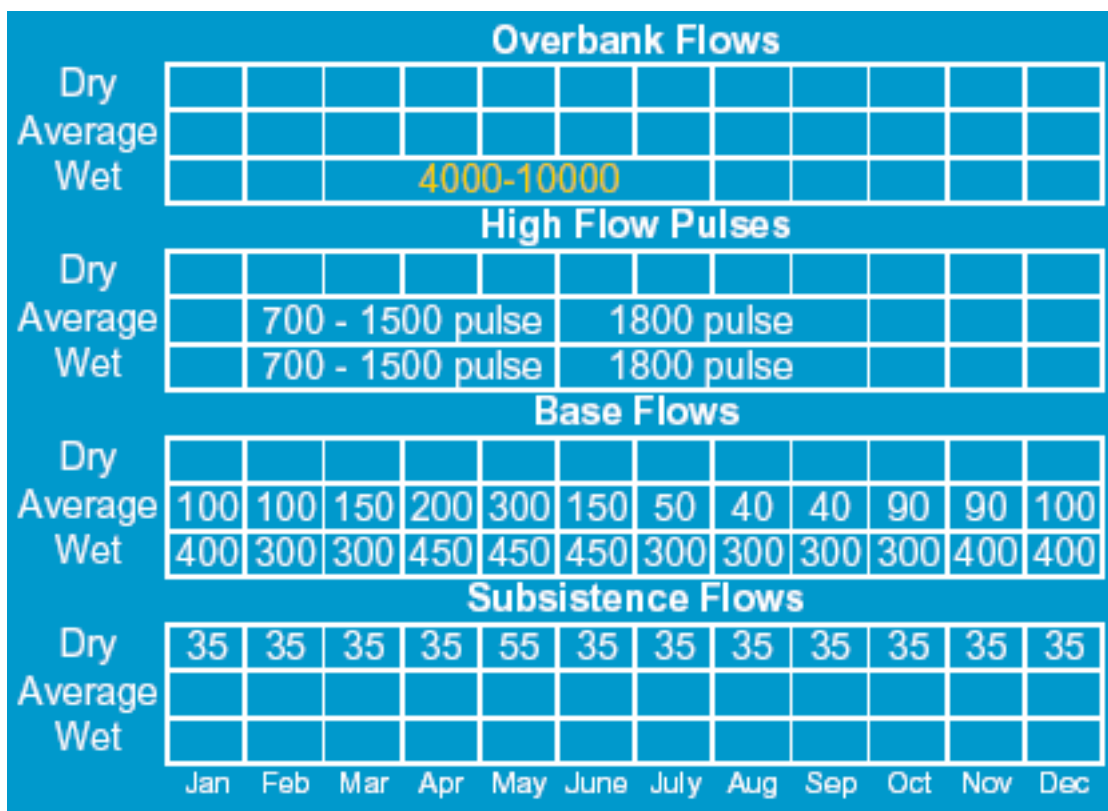 Overbank Flows
Dry
Average
Wet 4000-10000
High Flow Pulses
Dry
Average 700 - 1500 pulse 1800 pulse
Wet 700 - 1500 pulse 1800 pulse
Base Flows
Dry
Average 100 100 150 200 300 150 50 40 40 90 90 100
Wet 400 300 300 450 450 450 300 300 300 300 400 400
Subsistence Flows
Dry 35 35 35 35 55 35 35 35 35 35 35 35
Average
Wet
Jan Feb Mar Apr May June July Aug Sep Oct Nov Dec